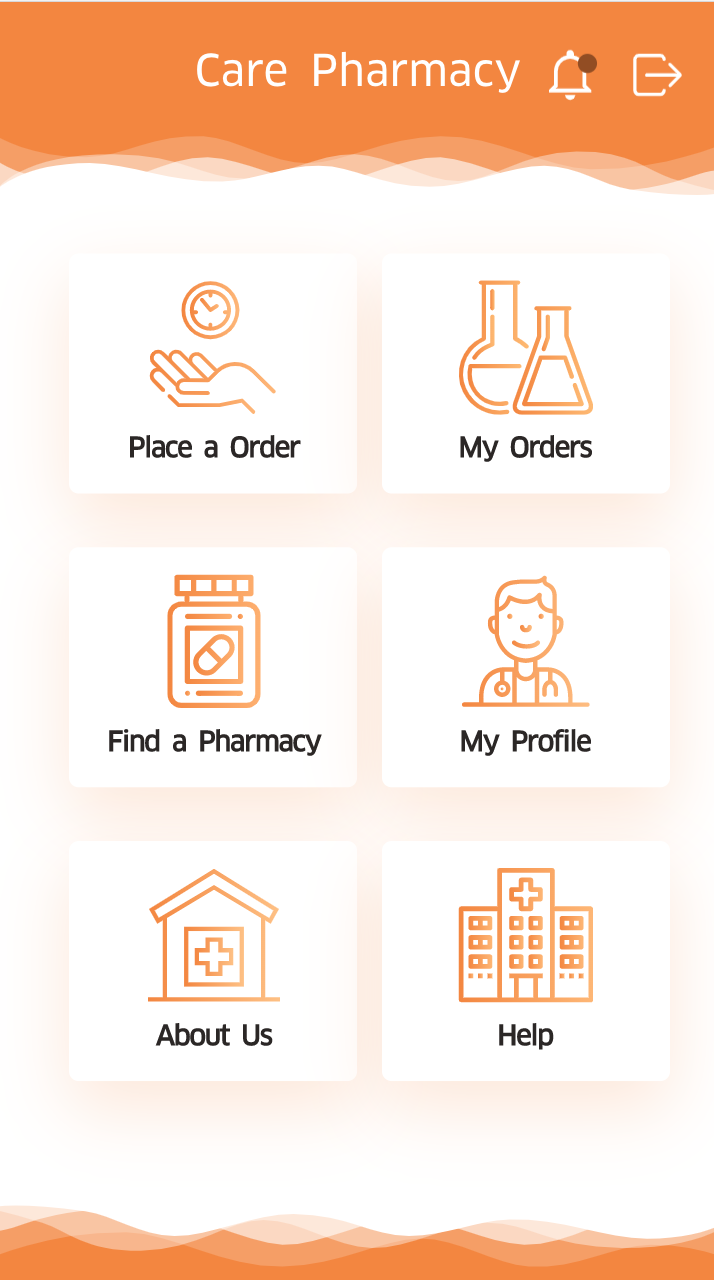 Care Pharmacy
Place a Order
My Orders
Find a Pharmacy
My Profile
About Us
Help